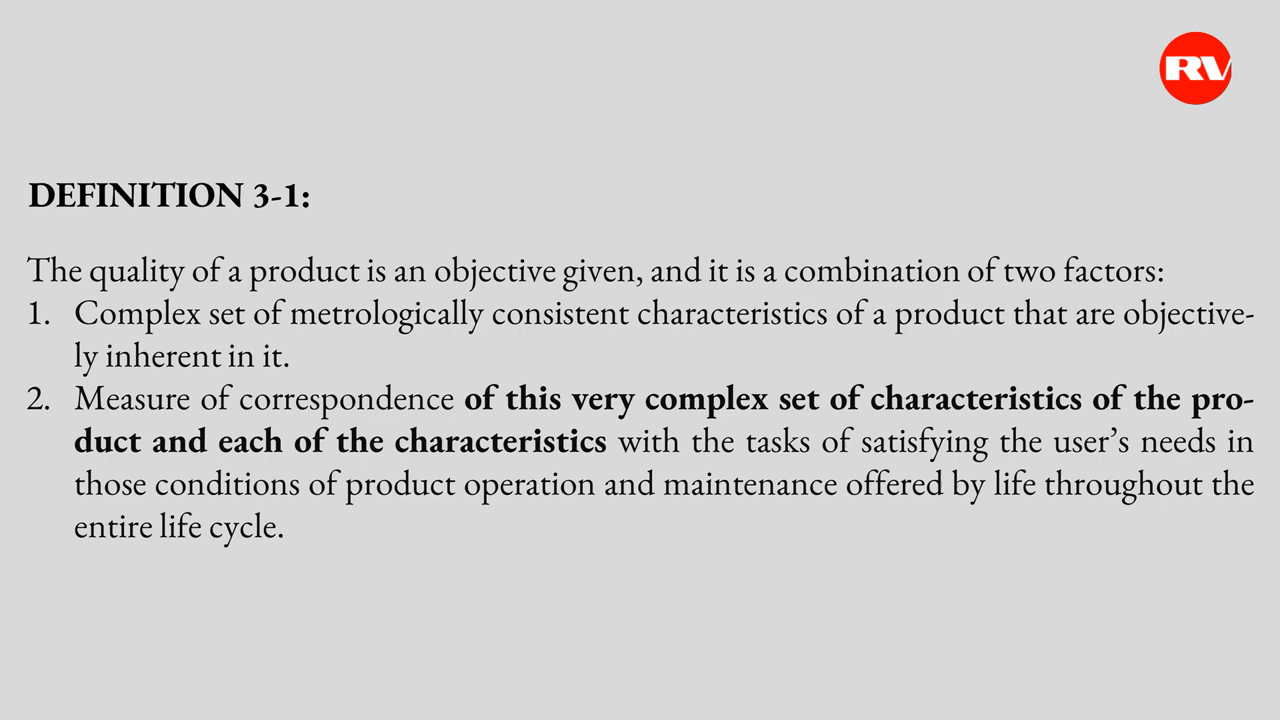 RV
DEFINITION 3-1:
The quality of a product is an objective given, and it is a combination of two factors:
1. Complex set of metrologically consistent characteristics of a product that are objective-
ly inherent in it.
2. Measure of correspondence of this very complex set of characteristics of the pro-
duct and each of the characteristics with the tasks of satisfying the user’s needs in
those conditions of product operation and maintenance offered by life throughout the
entire life cycle.